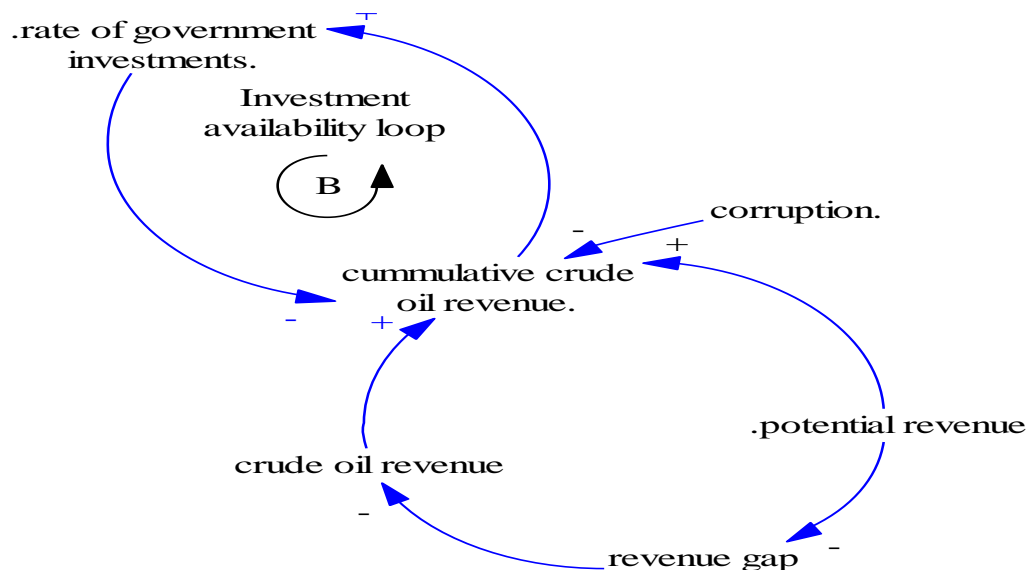 +
.rate of government
investments.
Investment
availability loop
B
corruption.
-
+
cummulative crude
oil revenue.
-
+
.potential revenue
crude oil revenue
-
revenue gap
-